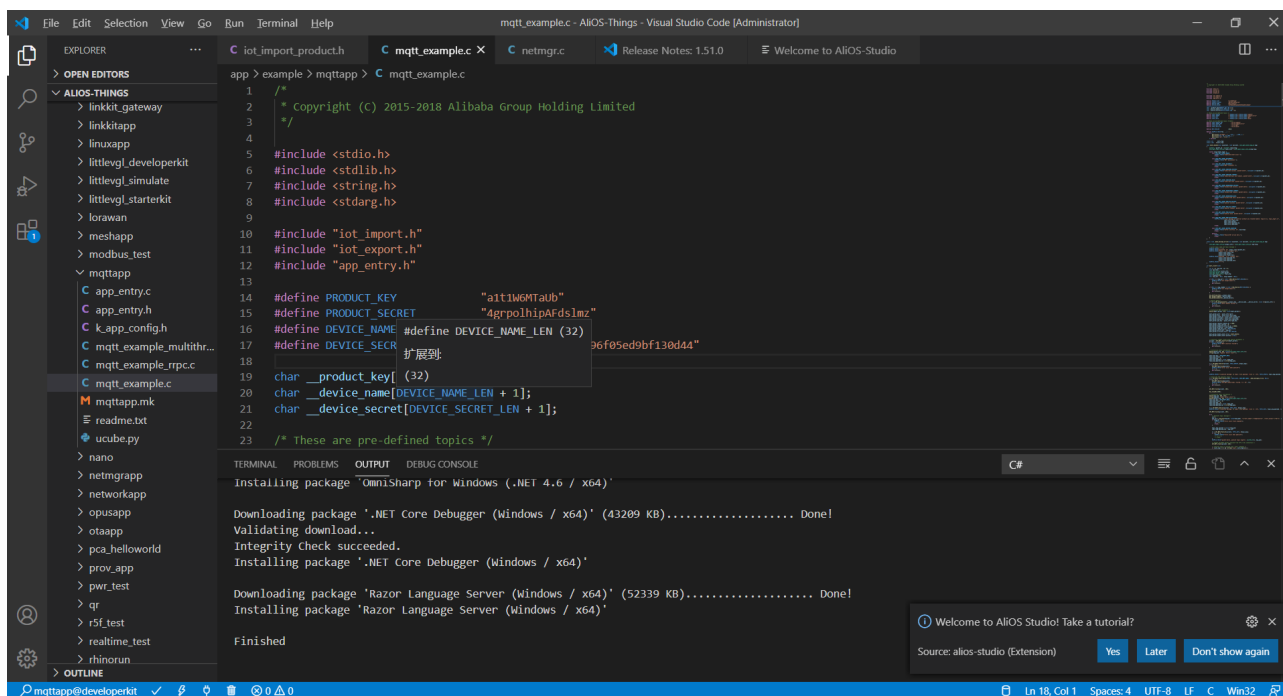 File Edit Selection View Go Run Terminal Help
mqtt_example.c - AliOS-Things - Visual Studio Code [Administrator]
EXPLORER
OPEN EDITORS
ALIOS-THINGS
linkkit_gateway
linkkitapp
linuxapp
littlevgl_developerkit
littlevgl_simulate
littlevgl_starterkit
lorawan
meshapp
modbus_test
mqttapp
C app_entry.c
C app_entry.h
C k_app_config.h
C mqtt_example_multithr...
C mqtt_example_rrpc.c
C mqtt_example.c
M mqttapp.mk
readme.txt
ucube.py
nano
netmgrapp
networkapp
opusapp
otaapp
pca_helloworld
prov_app
pwr_test
qr
r5f_test
realtime_test
rhinorun
OUTLINE
C iot_import_product.h
C mqtt_example.c
C netmgr.c
Release Notes: 1.51.0
Welcome to AliOS-Studio
app > example > mqttapp > C mqtt_example.c
1 /*
2 * Copyright (C) 2015-2018 Alibaba Group Holding Limited
3 */
4
5 #include <stdio.h>
6 #include <stdlib.h>
7 #include <string.h>
8 #include <stdarg.h>
9
10 #include "iot_import.h"
11 #include "iot_export.h"
12 #include "app_entry.h"
13
14 #define PRODUCT_KEY "a1t1W6MTaUb"
15 #define PRODUCT_SECRET "4grpolhipAFdslmz"
16 #define DEVICE_NAME
17 #define DEVICE_SECR 96f05ed9bf130d44"
18
#define DEVICE_NAME_LEN (32)
扩展到:
(32)
19 char __product_key[
20 char __device_name[DEVICE_NAME_LEN + 1];
21 char __device_secret[DEVICE_SECRET_LEN + 1];
22
23 /* These are pre-defined topics */
TERMINAL PROBLEMS OUTPUT DEBUG CONSOLE
C#
Installing package 'OmniSharp for Windows (.NET 4.6 / x64)'
Downloading package '.NET Core Debugger (Windows / x64)' (43209 KB).................... Done!
Validating download...
Integrity Check succeeded.
Installing package '.NET Core Debugger (Windows / x64)'
Downloading package 'Razor Language Server (Windows / x64)' (52339 KB).................... Done!
Installing package 'Razor Language Server (Windows / x64)'
Finished
Welcome to AliOS Studio! Take a tutorial?
Source: alios-studio (Extension)
Yes
Later
Don't show again
1
mqttapp@developerkit
0 0
Ln 18, Col 1 Spaces: 4 UTF-8 LF C Win32